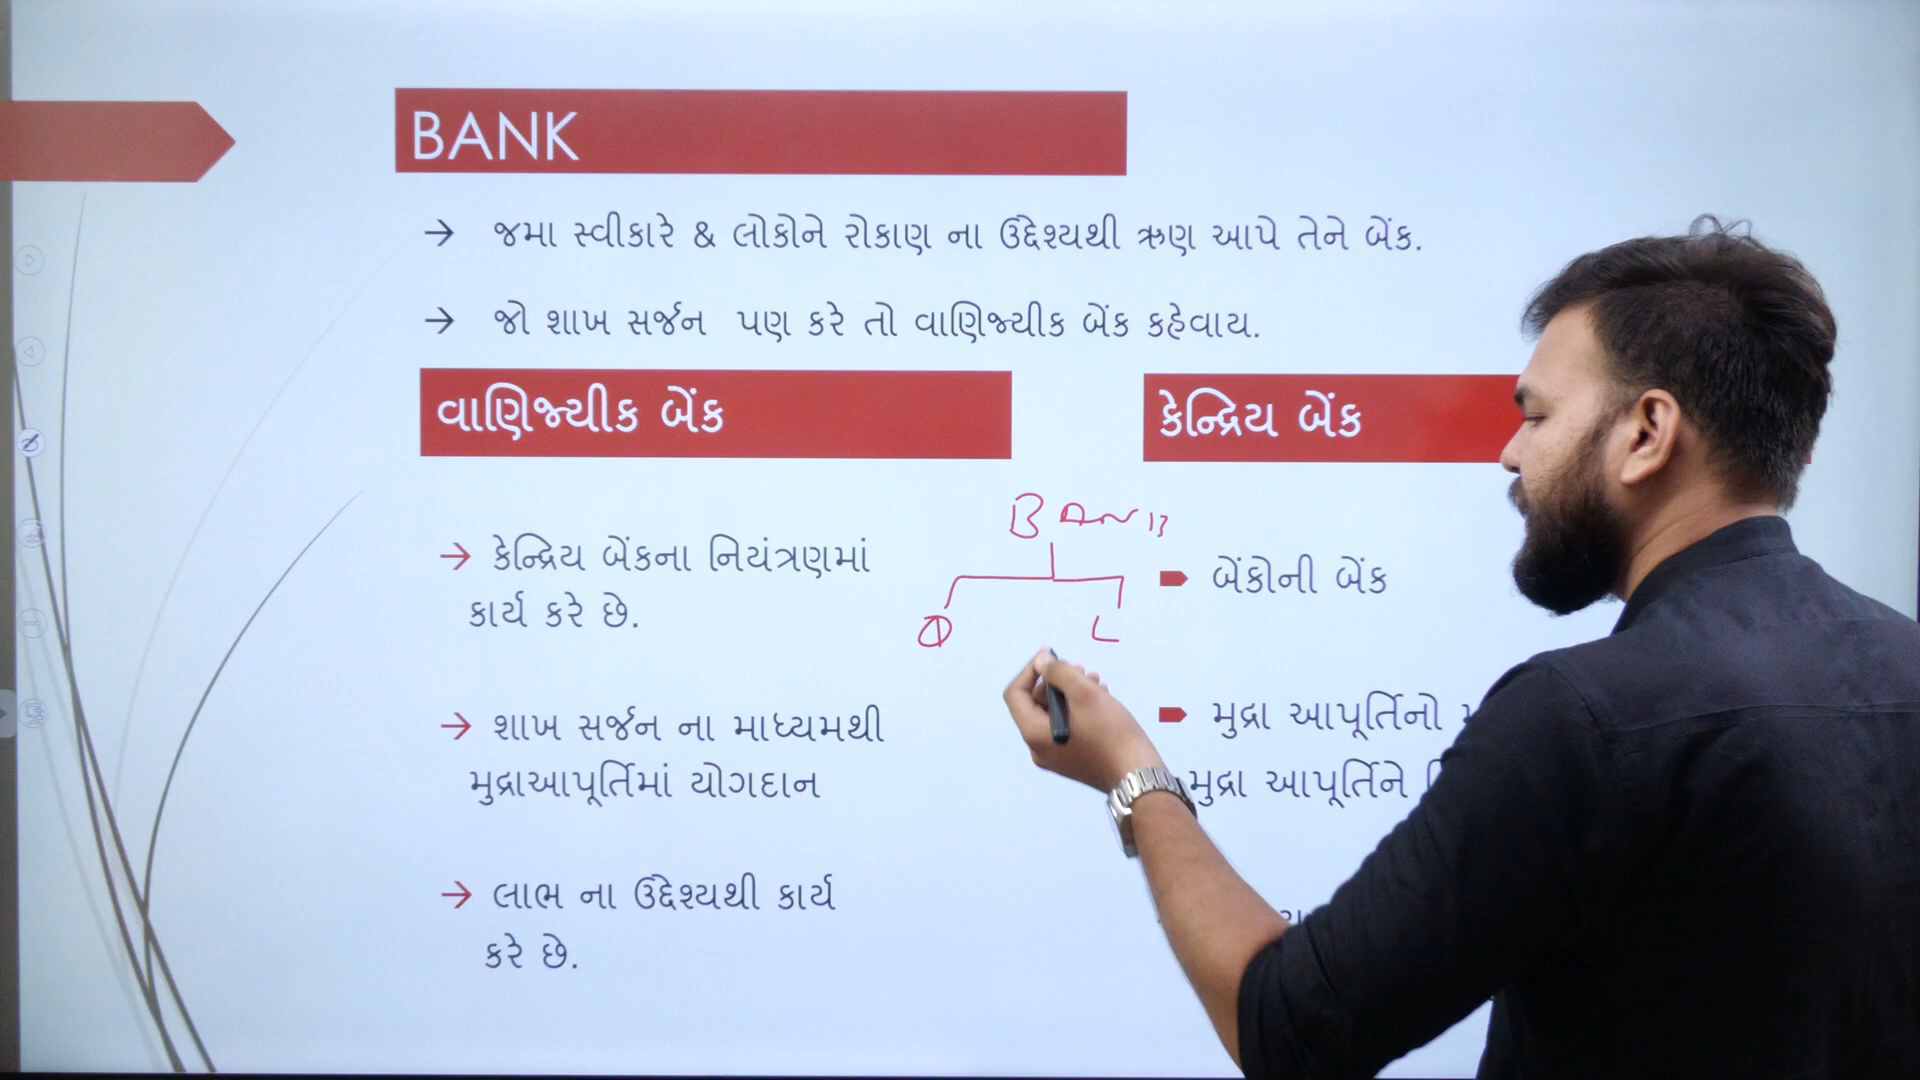 BANK
→ જમા સ્વીકારે & લોકોને રોકાણ ના ઉદ્દેશ્યથી ઋણ આપે તેને બેંક.
→ જો શાખ સર્જન પણ કરે તો વાણિજ્યીક બેંક કહેવાય.
વાણિજ્યીક બેંક
→ કેન્દ્રિય બેંકના નિયંત્રણમાં
કાર્ય કરે છે.
→ શાખ સર્જન ના માધ્યમથી
મુદ્રાઆપૂર્તિમાં યોગદાન
→ લાભ ના ઉદ્દેશ્યથી કાર્ય
કરે છે.
કેન્દ્રિય બેંક
બેંકોની બેંક
મુદ્રા આપૂર્તિનો
મુદ્રા આપૂર્તિને
L